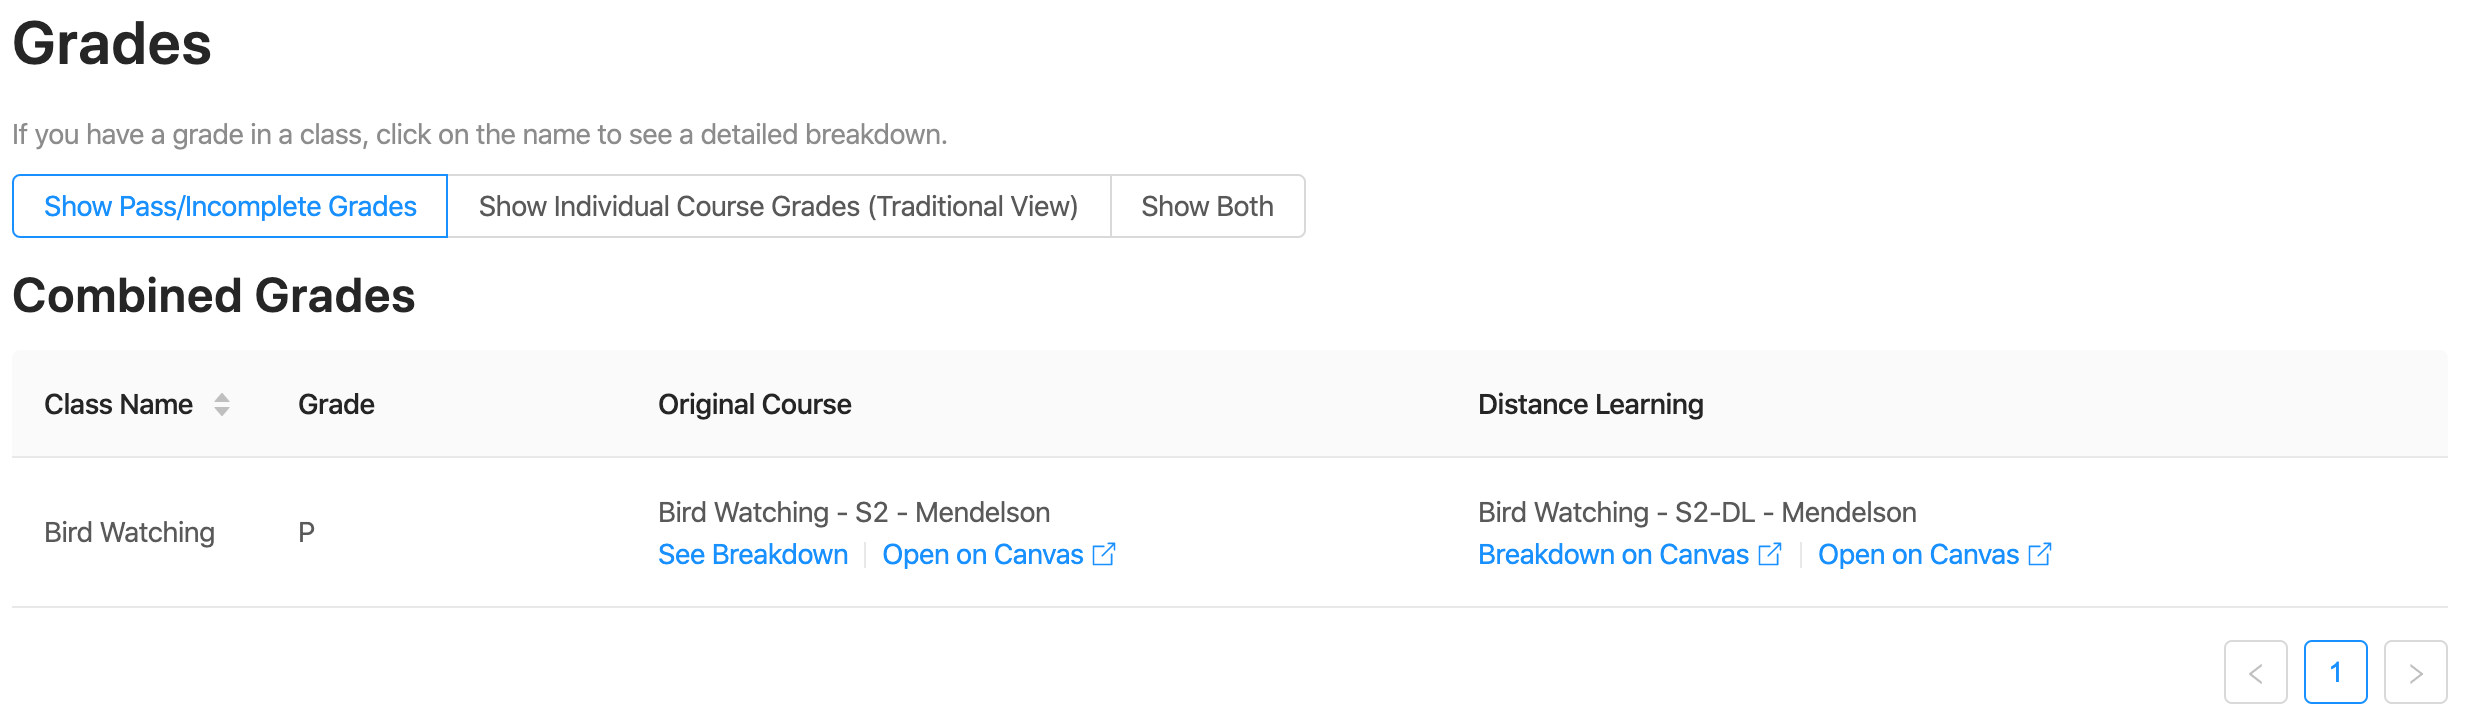 Grades
If you have a grade in a class, click on the name to see a detailed breakdown.
Show Pass/Incomplete Grades Show Individual Course Grades (Traditional View) Show Both
Combined Grades
Class Name Grade Original Course Distance Learning
Bird Watching P
Bird Watching - S2 - Mendelson
See Breakdown Open on Canvas
Bird Watching - S2-DL - Mendelson
Breakdown on Canvas Open on Canvas
< 1 >